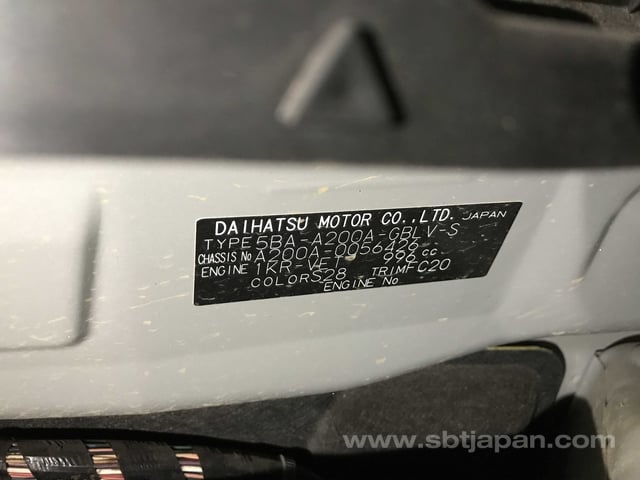 DAIHATSU MOTOR CO.,LTD. JAPAN
TYPE 5BA-A200A-GBLV-S
CHASSIS No A200A-0056426
ENGINE 1KR-VET 996 cc
COLOR S28 TRIM FC20
ENGINE No
www.sbtjapan.com